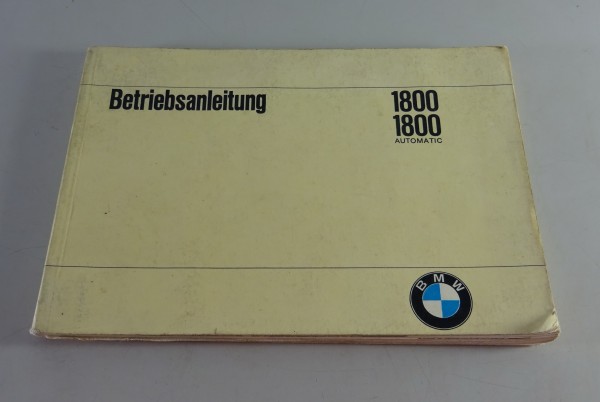 Betriebsanleitung 1800
1800
AUTOMATIC
BMW